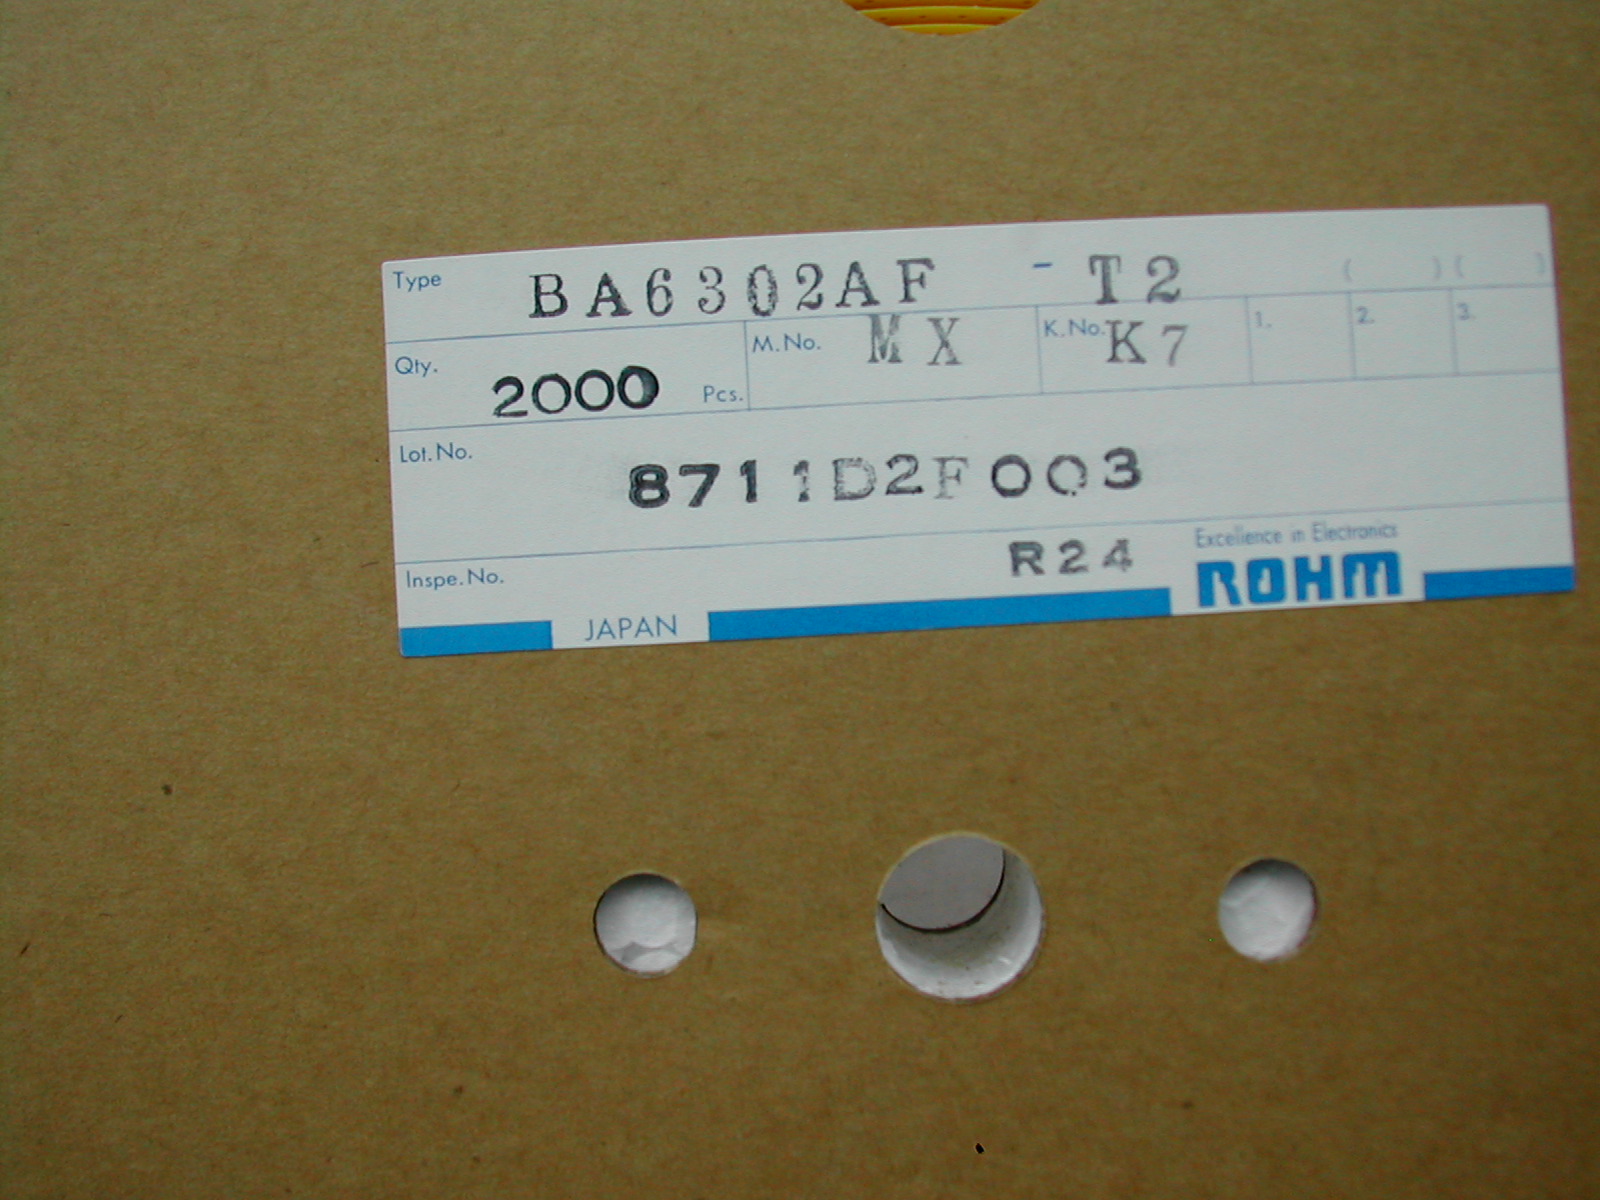 Type BA6302AF - T2 ( ) ( )
Qty. 2000 Pcs. M.No. MX K.No. K7 1. 2. 3.
Lot.No. 8711D2F003
Inspe.No. R24
Excellence in Electronics
ROHM
JAPAN